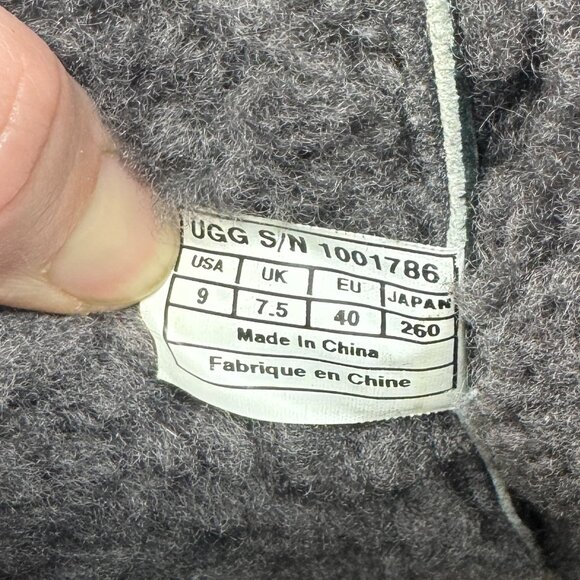 UGG S/N 1001786
USA UK EU JAPAN
9 7.5 40 260
Made In China
Fabrique en Chine